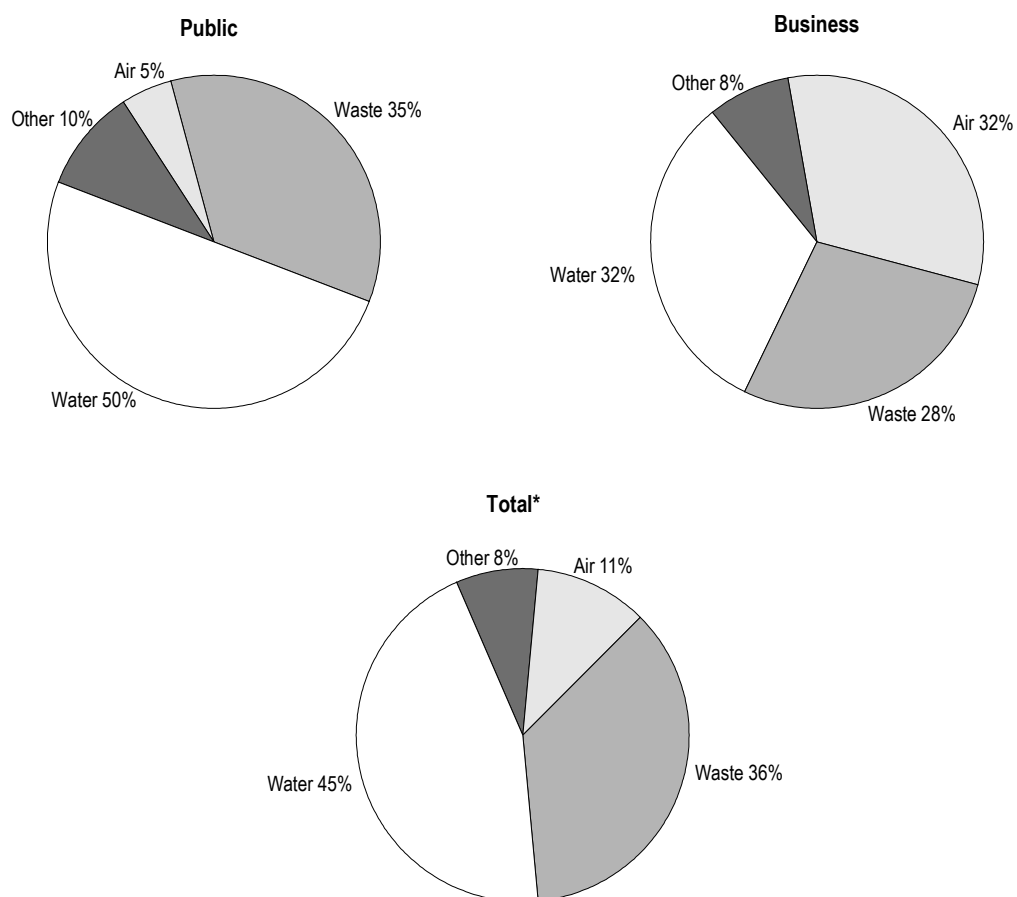 Public
Air 5%
Waste 35%
Other 10%
Water 50%
Business
Other 8%
Air 32%
Water 32%
Waste 28%
Total*
Other 8%
Air 11%
Water 45%
Waste 36%